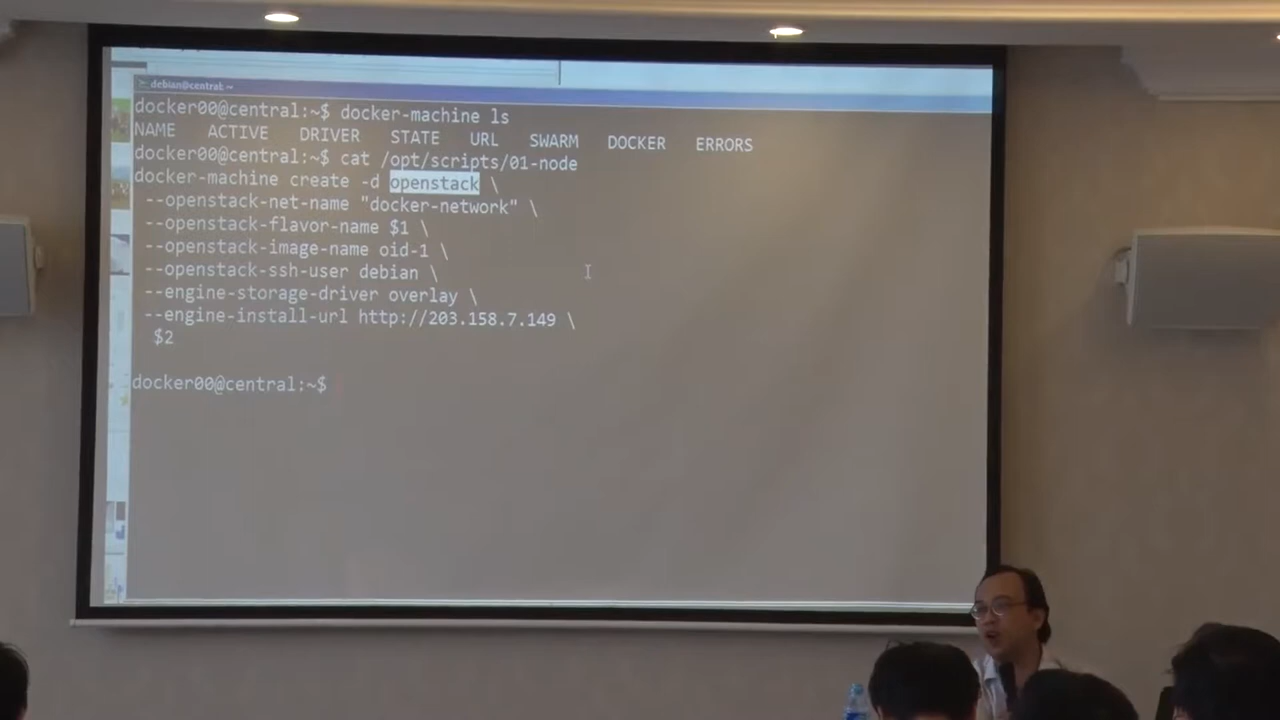 debian@central: ~
docker00@central:~$ docker-machine ls
NAME ACTIVE DRIVER STATE URL SWARM DOCKER ERRORS
docker00@central:~$ cat /opt/scripts/01-node
docker-machine create -d openstack \
--openstack-net-name "docker-network" \
--openstack-flavor-name $1 \
--openstack-image-name oid-1 \
--openstack-ssh-user debian \
--engine-storage-driver overlay \
--engine-install-url http://203.158.7.149 \
$2
docker00@central:~$